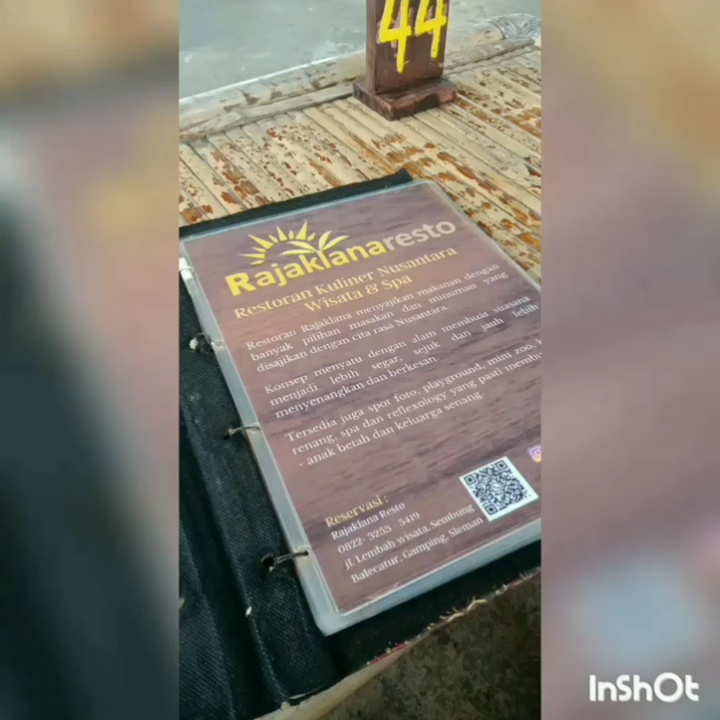 44
Rajaklanaresto
Restoran Kuliner Nusantara
Wisata & Spa
Restoran Rajaklana menyajikan makanan dengan
banyak pilihan masakan dan minuman yang
disajikan dengan cita rasa Nusantara.
Konsep menyatu dengan alam membuat suasana
menjadi lebih segar, sejuk dan jauh lebih
menyenangkan dan berkesan.
Tersedia juga spot foto, playground, mini zoo,
renang, spa dan reflexology yang pasti
- anak betah dan keluarga senang.
Reservasi :
Rajaklana Resto
0822- 3253 - 5419
jl. Lembah wisata, Sembung
Balecatur, Gamping, Sleman
InShOt